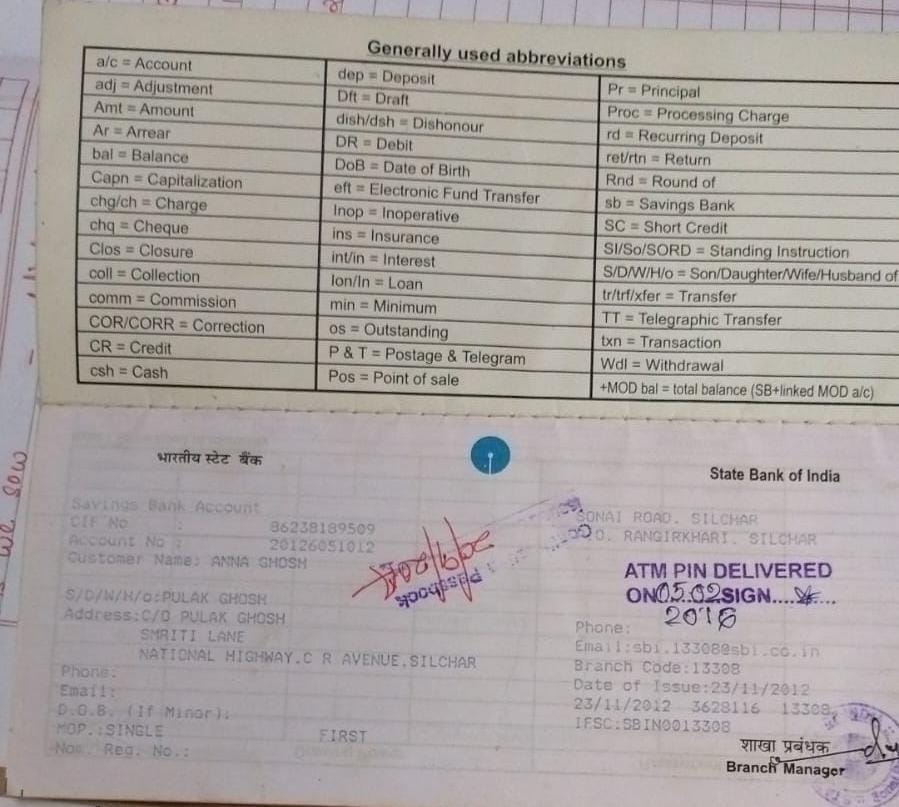 Generally used abbreviations
a/c = Account
adj = Adjustment
Amt = Amount
Ar = Arrear
bal = Balance
Capn = Capitalization
chg/ch = Charge
chq = Cheque
Clos = Closure
coll = Collection
comm = Commission
COR/CORR = Correction
CR = Credit
csh = Cash
dep = Deposit
Dft = Draft
dish/dsh = Dishonour
DR = Debit
DoB = Date of Birth
eft = Electronic Fund Transfer
Inop = Inoperative
ins = Insurance
int/in = Interest
lon/ln = Loan
min = Minimum
os = Outstanding
P & T = Postage & Telegram
Pos = Point of sale
Pr = Principal
Proc = Processing Charge
rd = Recurring Deposit
ret/rtn = Return
Rnd = Round of
sb = Savings Bank
SC = Short Credit
SI/So/SORD = Standing Instruction
S/D/W/H/o = Son/Daughter/Wife/Husband of
tr/trf/xfer = Transfer
TT = Telegraphic Transfer
txn = Transaction
Wdl = Withdrawal
+MOD bal = total balance (SB+linked MOD a/c)
भारतीय स्टेट बैंक
State Bank of India
Savings Bank Account
CIF No : 86238189509
Account No : 20126051012
Customer Name: ANNA GHOSH
S/D/W/H/o:PULAK GHOSH
Address:C/O PULAK GHOSH
SMRITI LANE
NATIONAL HIGHWAY.C R AVENUE.SILCHAR
Phone:
Email:
D.O.B. (If Minor):
MOP.:SINGLE FIRST
Nom. Reg. No.:
Passbook
SONAI ROAD. SILCHAR
RANGIRKHARI. SILCHAR
ATM PIN DELIVERED
ON 05.02 SIGN....
2016
Phone:
Email:sbi.13308@sbi.co.in
Branch Code:13308
Date of Issue:23/11/2012
23/11/2012 3628116 13308
IFSC:SBIN0013308
शाखा प्रबंधक
Branch Manager